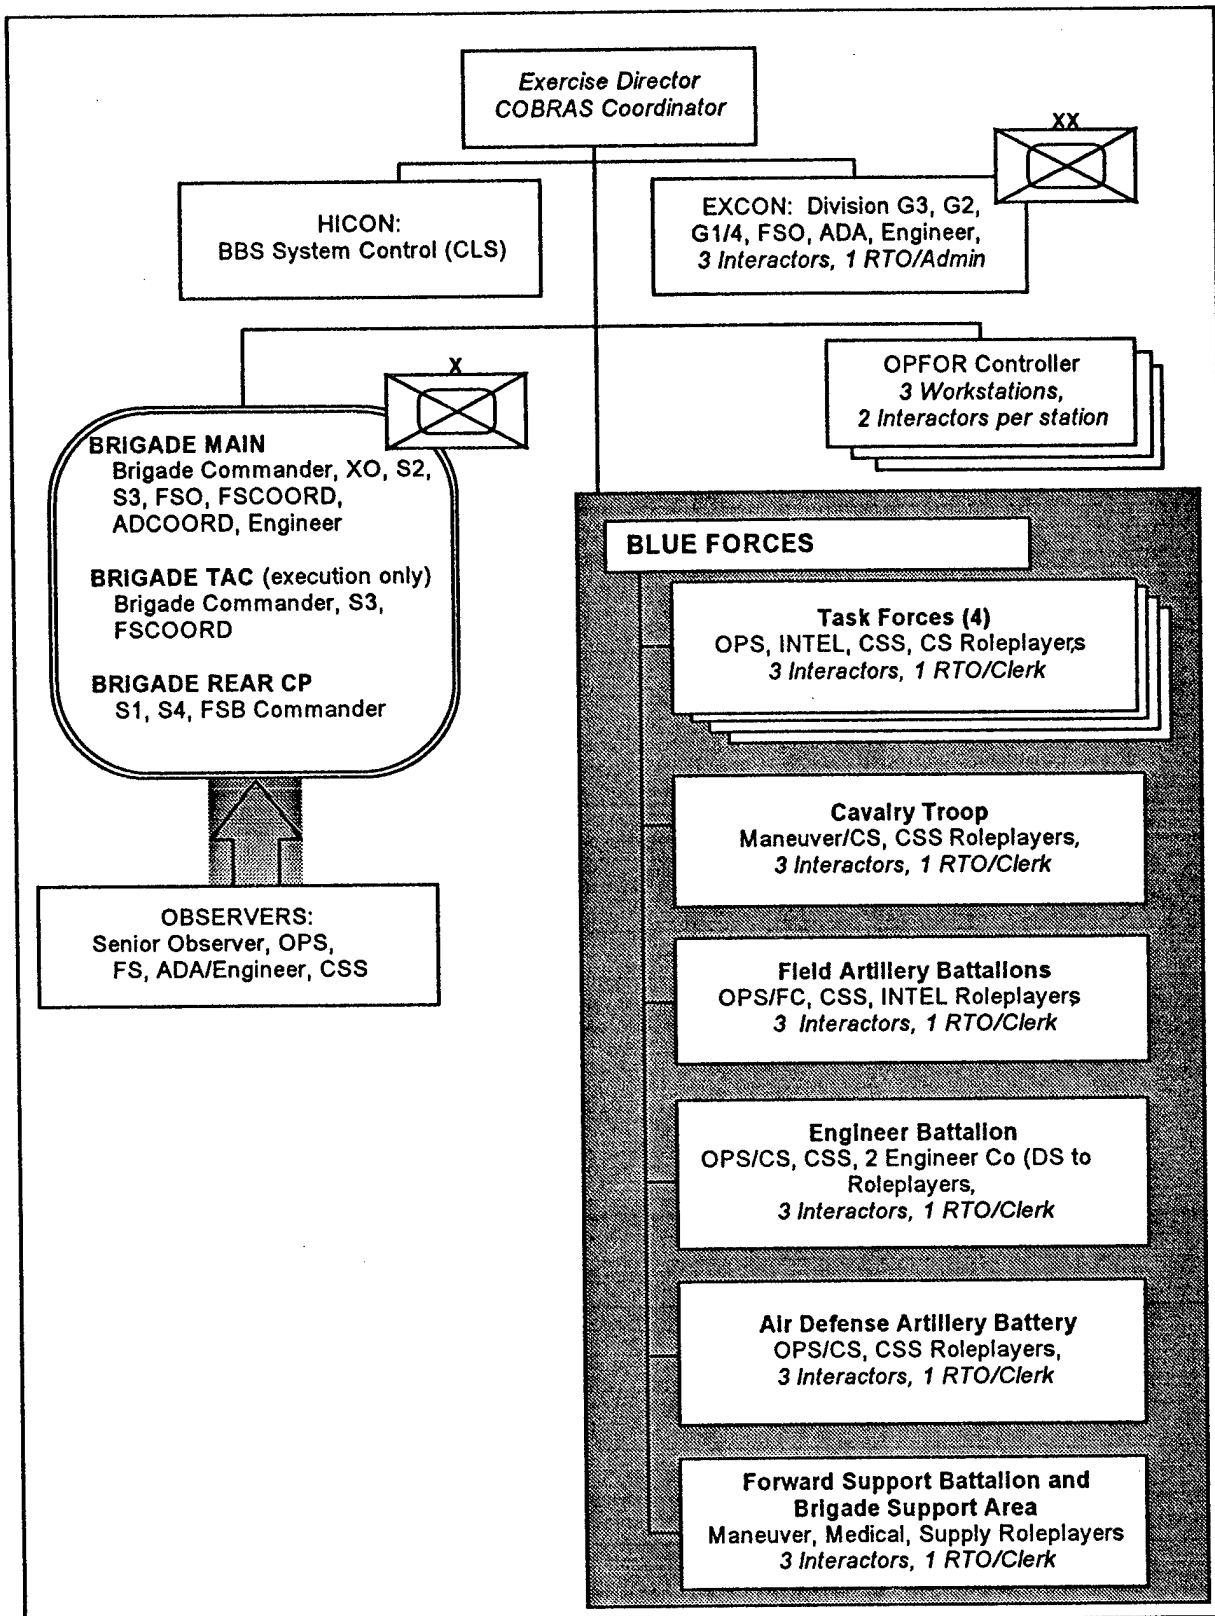 Exercise Director
COBRAS Coordinator
XX
HICON:
BBS System Control (CLS)
EXCON: Division G3, G2,
G1/4, FSO, ADA, Engineer,
3 Interactors, 1 RTO/Admin
X
OPFOR Controller
3 Workstations,
2 Interactors per station
BRIGADE MAIN
Brigade Commander, XO, S2,
S3, FSO, FSCOORD,
ADCOORD, Engineer
BRIGADE TAC (execution only)
Brigade Commander, S3,
FSCOORD
BRIGADE REAR CP
S1, S4, FSB Commander
OBSERVERS:
Senior Observer, OPS,
FS, ADA/Engineer, CSS
BLUE FORCES
Task Forces (4)
OPS, INTEL, CSS, CS Roleplayers,
3 Interactors, 1 RTO/Clerk
Cavalry Troop
Maneuver/CS, CSS Roleplayers,
3 Interactors, 1 RTO/Clerk
Field Artillery Battalions
OPS/FC, CSS, INTEL Roleplayers
3 Interactors, 1 RTO/Clerk
Engineer Battalion
OPS/CS, CSS, 2 Engineer Co (DS to
Roleplayers,
3 Interactors, 1 RTO/Clerk
Air Defense Artillery Battery
OPS/CS, CSS Roleplayers,
3 Interactors, 1 RTO/Clerk
Forward Support Battalion and
Brigade Support Area
Maneuver, Medical, Supply Roleplayers
3 Interactors, 1 RTO/Clerk